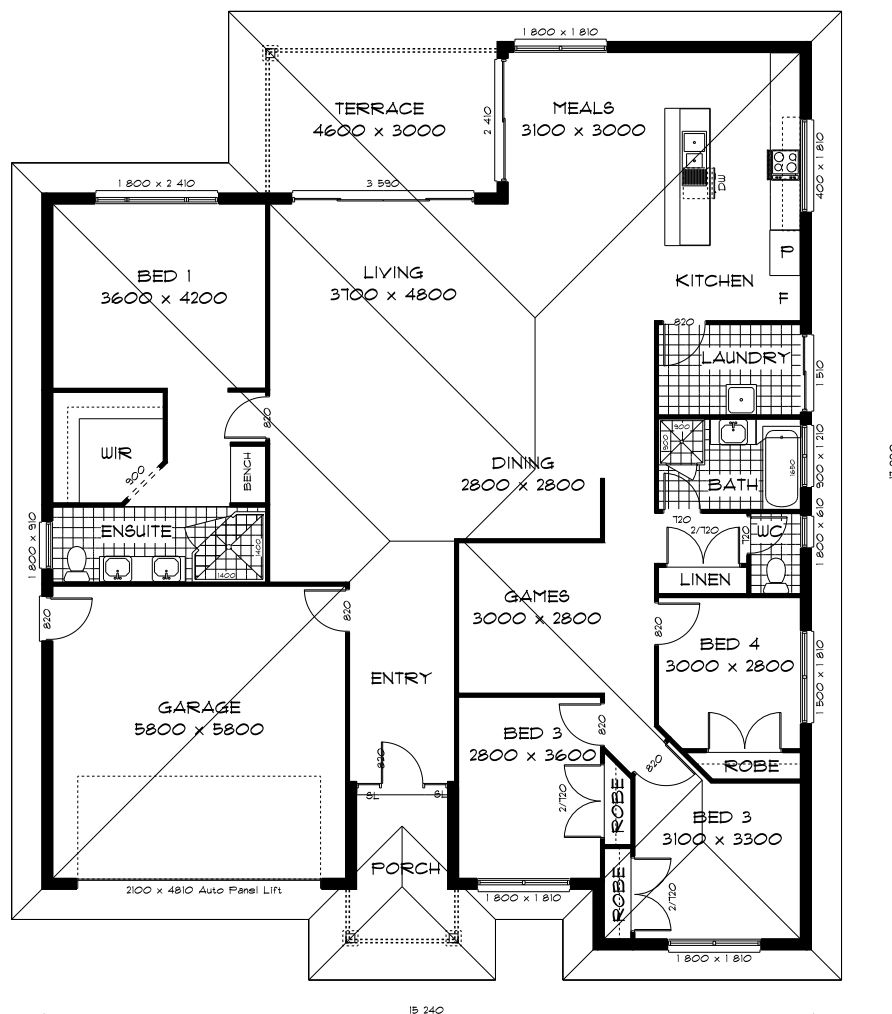 1 800 x 1 810
TERRACE
4600 x 3000
2 410
MEALS
3100 x 3000
DW
400 x 1 810
1 800 x 2 410
3 590
P
BED 1
3600 x 4200
LIVING
3700 x 4800
KITCHEN
F
820
LAUNDRY
1 510
820
WIR
900
BENCH
DINING
2800 x 2800
900
900
BATH
1650
900 x 1 210
1 800 x 910
ENSUITE
1400
1400
720
2/720
720
WC
1 800 x 610
LINEN
820
820
GAMES
3000 x 2800
820
BED 4
3000 x 2800
1 500 x 1 810
ENTRY
GARAGE
5800 x 5800
BED 3
2800 x 3600
820
820
820
ROBE
SL
SL
2/720
ROBE
BED 3
3100 x 3300
PORCH
2100 x 4810 Auto Panel Lift
1 800 x 1 810
ROBE
2/720
1 800 x 1 810
15 240